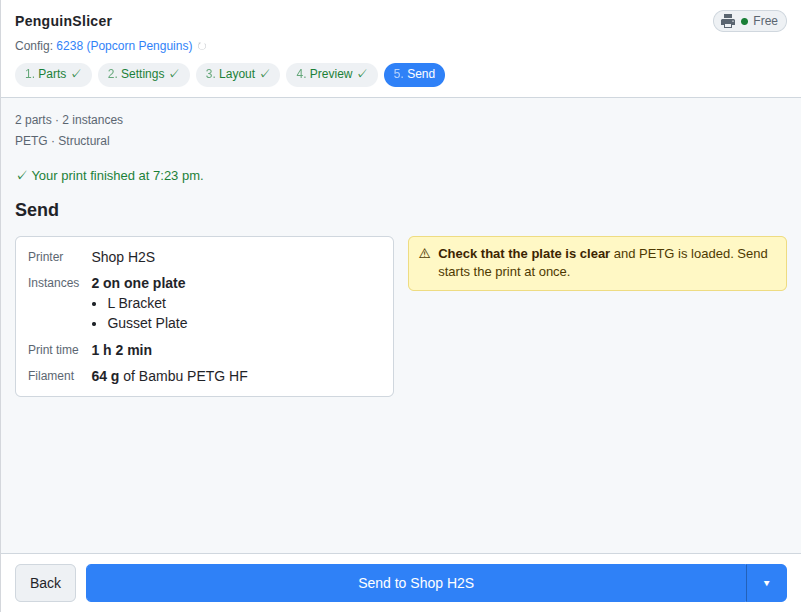 PenguinSlicer
Free
Config: 6238 (Popcorn Penguins)
1. Parts ✓
2. Settings ✓
3. Layout ✓
4. Preview ✓
5. Send
2 parts · 2 instances
PETG · Structural
✓ Your print finished at 7:23 pm.
Send
Printer Shop H2S
Instances 2 on one plate
• L Bracket
• Gusset Plate
Print time 1 h 2 min
Filament 64 g of Bambu PETG HF
⚠ Check that the plate is clear and PETG is loaded. Send
starts the print at once.
Back
Send to Shop H2S
▼